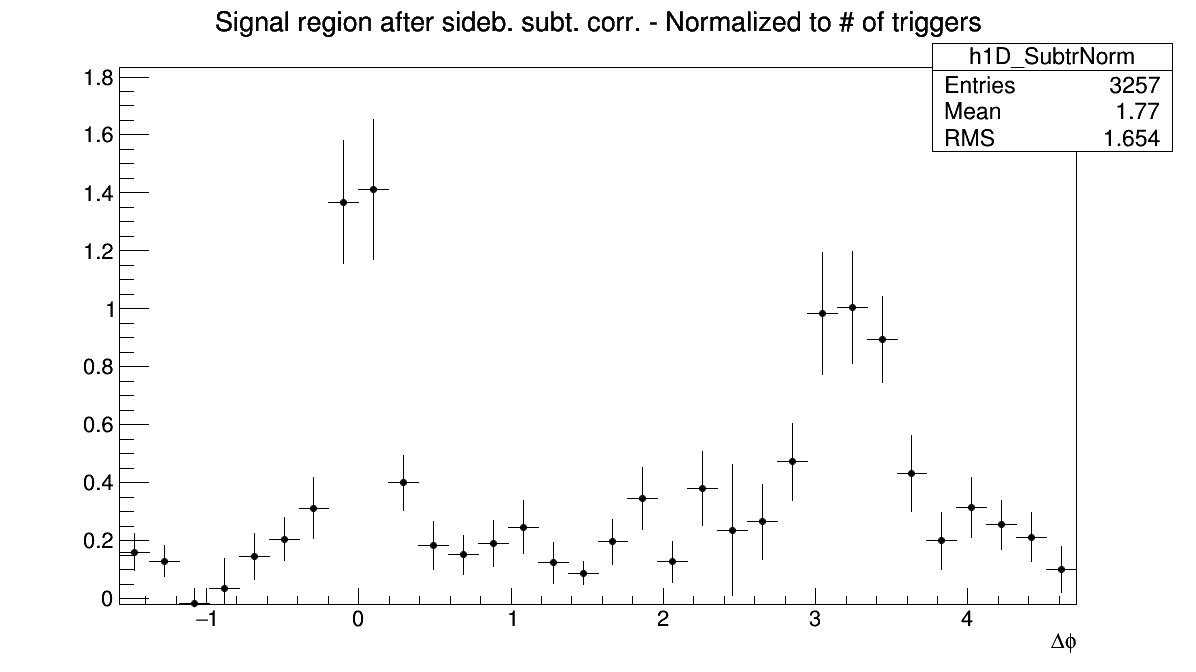 Signal region after sideb. subt. corr. - Normalized to # of triggers
h1D_SubtrNorm
Entries 3257
Mean 1.77
RMS 1.654
1.8
1.6
1.4
1.2
1
0.8
0.6
0.4
0.2
0
−1 0 1 2 3 4
Δϕ